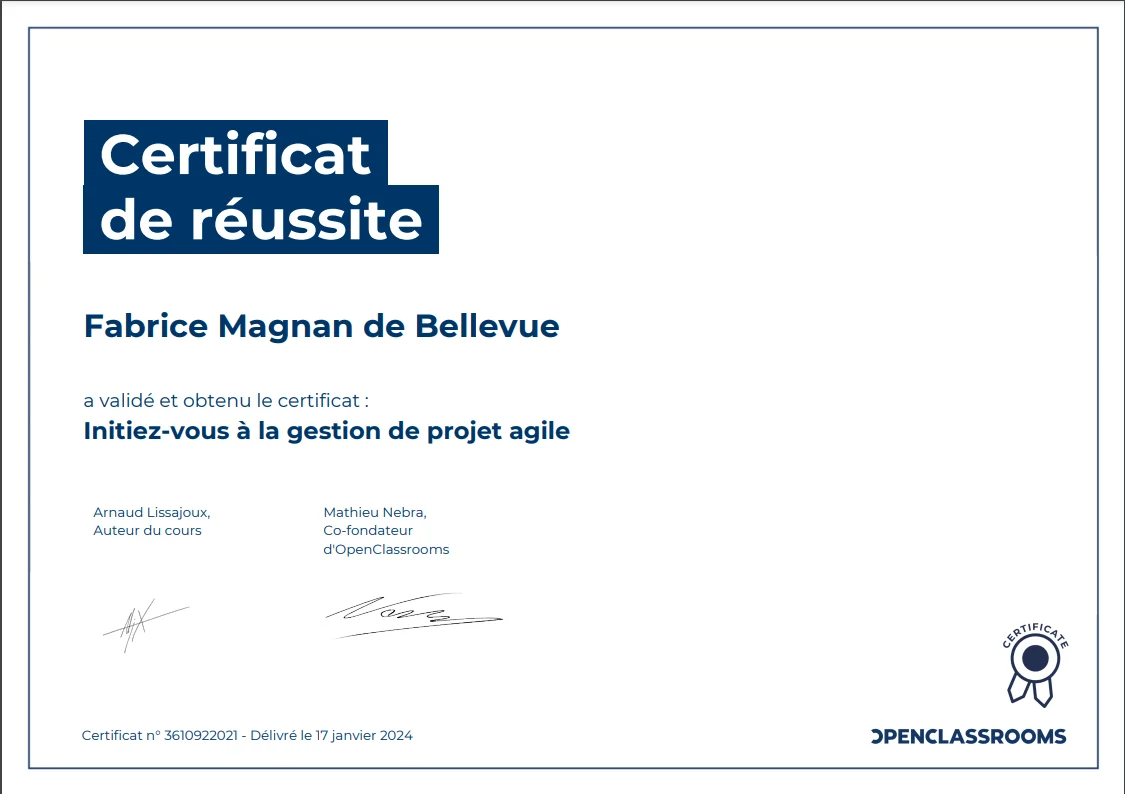 Certificat
de réussite
Fabrice Magnan de Bellevue
a validé et obtenu le certificat :
Initiez-vous à la gestion de projet agile
Arnaud Lissajoux,
Auteur du cours
Mathieu Nebra,
Co-fondateur
d'OpenClassrooms
CERTIFICATE
Certificat n° 3610922021 - Délivré le 17 janvier 2024
OPENCLASSROOMS